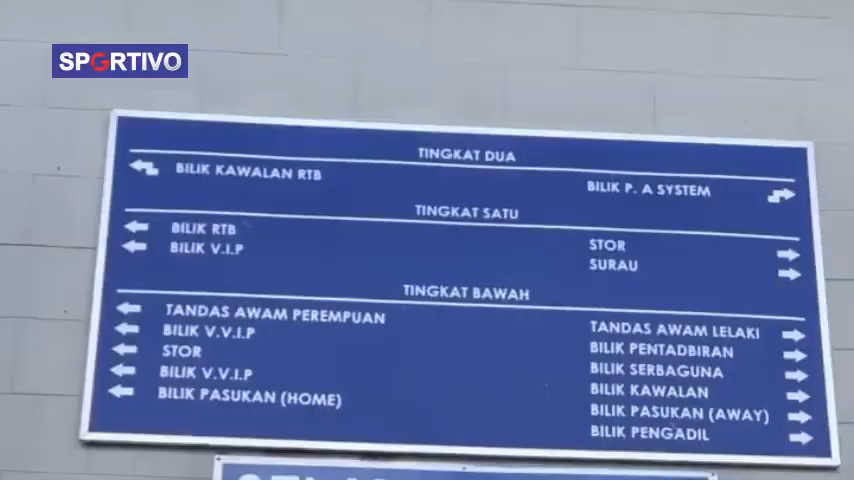 SPORTIVO
TINGKAT DUA
BILIK KAWALAN RTB
BILIK P. A SYSTEM
TINGKAT SATU
BILIK RTB
BILIK V.I.P
STOR
SURAU
TINGKAT BAWAH
TANDAS AWAM PEREMPUAN
BILIK V.V.I.P
STOR
BILIK V.V.I.P
BILIK PASUKAN (HOME)
TANDAS AWAM LELAKI
BILIK PENTADBIRAN
BILIK SERBAGUNA
BILIK KAWALAN
BILIK PASUKAN (AWAY)
BILIK PENGADIL